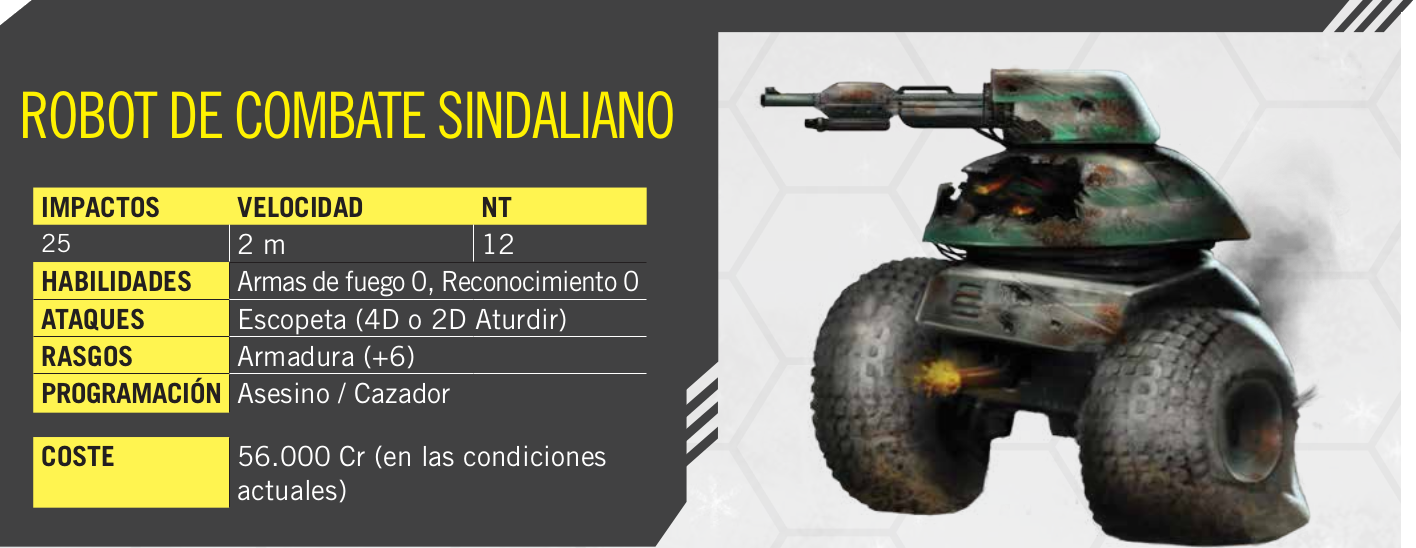 ROBOT DE COMBATE SINDALIANO
IMPACTOS VELOCIDAD NT
25 2 m 12
HABILIDADES Armas de fuego 0, Reconocimiento 0
ATAQUES Escopeta (4D o 2D Aturdir)
RASGOS Armadura (+6)
PROGRAMACIÓN Asesino / Cazador
COSTE 56.000 Cr (en las condiciones
actuales)